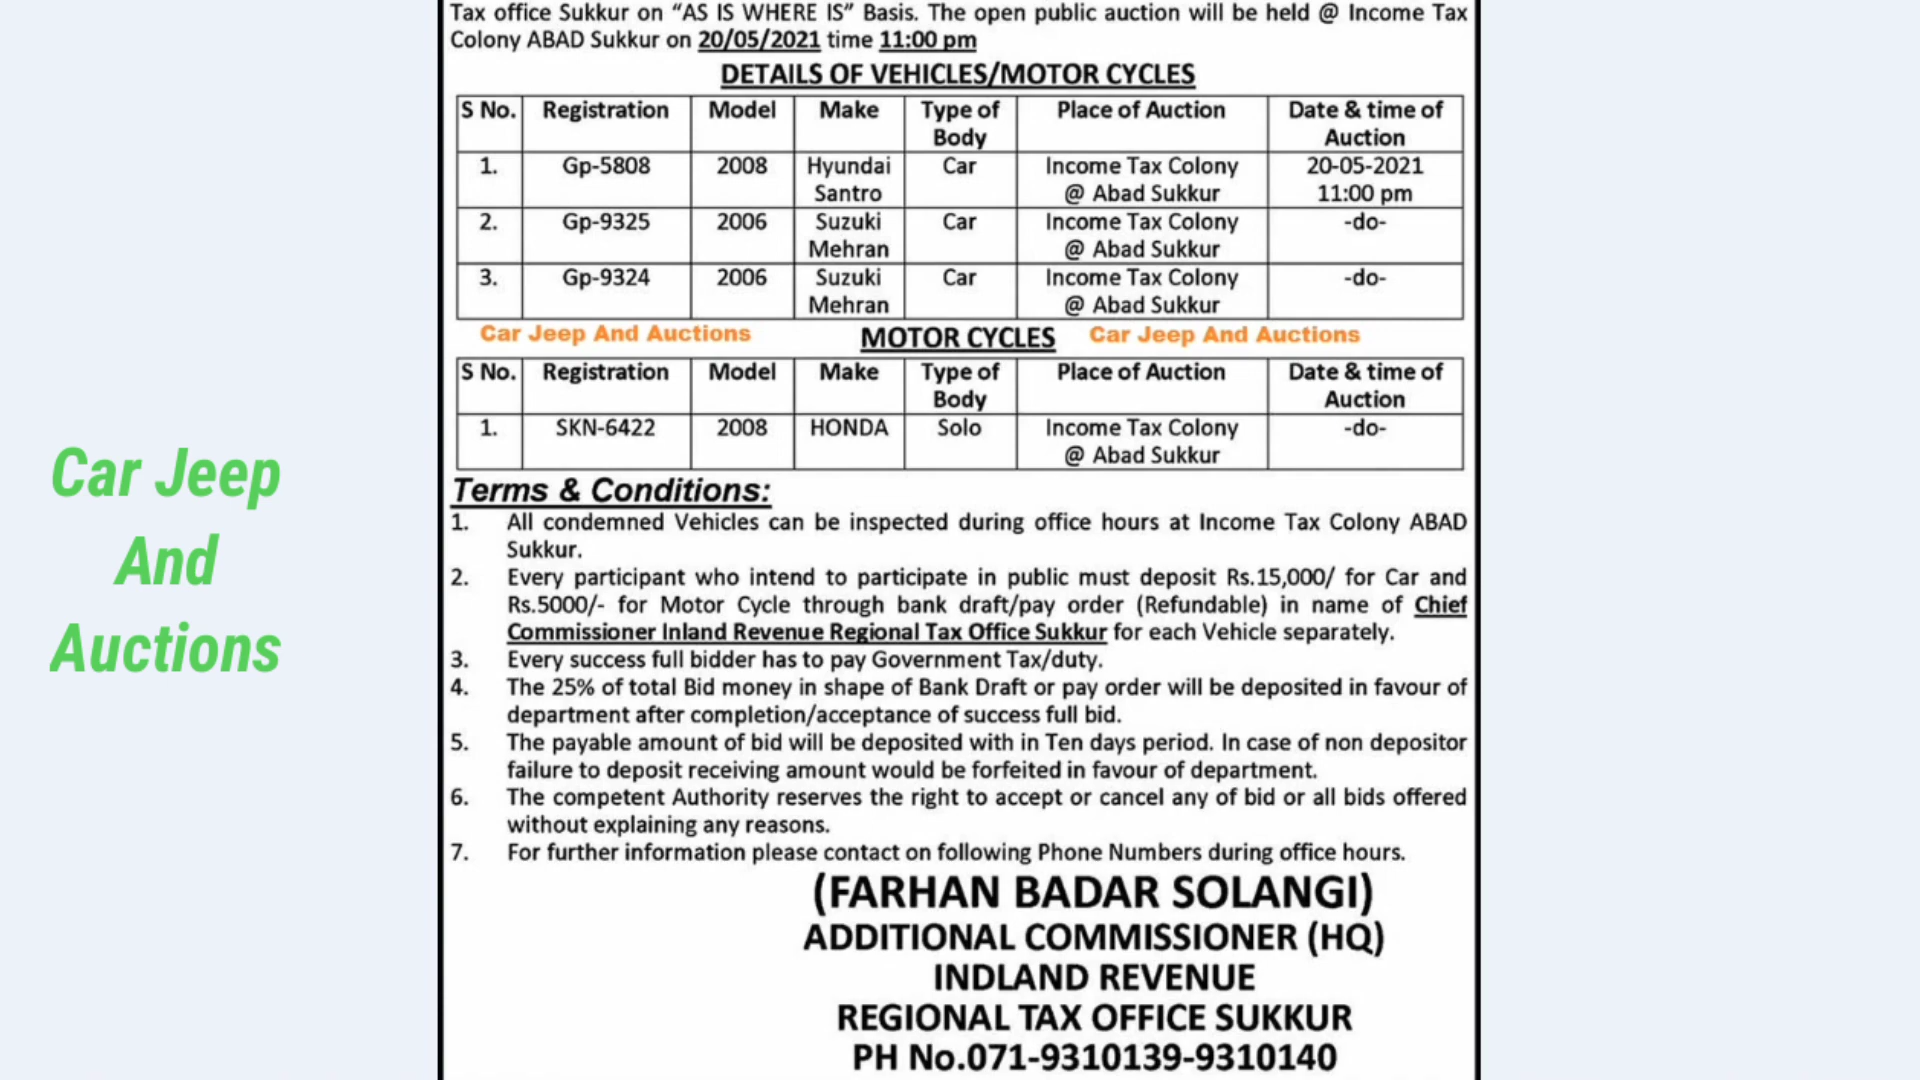 Tax office Sukkur on “AS IS WHERE IS” Basis. The open public auction will be held @ Income Tax
Colony ABAD Sukkur on 20/05/2021 time 11:00 pm
DETAILS OF VEHICLES/MOTOR CYCLES
S No. Registration Model Make Type of Body Place of Auction Date & time of Auction
1. Gp-5808 2008 Hyundai Santro Car Income Tax Colony @ Abad Sukkur 20-05-2021 11:00 pm
2. Gp-9325 2006 Suzuki Mehran Car Income Tax Colony @ Abad Sukkur -do-
3. Gp-9324 2006 Suzuki Mehran Car Income Tax Colony @ Abad Sukkur -do-
Car Jeep And Auctions MOTOR CYCLES Car Jeep And Auctions
S No. Registration Model Make Type of Body Place of Auction Date & time of Auction
1. SKN-6422 2008 HONDA Solo Income Tax Colony @ Abad Sukkur -do-
Terms & Conditions:
1. All condemned Vehicles can be inspected during office hours at Income Tax Colony ABAD
Sukkur.
2. Every participant who intend to participate in public must deposit Rs.15,000/ for Car and
Rs.5000/- for Motor Cycle through bank draft/pay order (Refundable) in name of Chief
Commissioner Inland Revenue Regional Tax Office Sukkur for each Vehicle separately.
3. Every success full bidder has to pay Government Tax/duty.
4. The 25% of total Bid money in shape of Bank Draft or pay order will be deposited in favour of
department after completion/acceptance of success full bid.
5. The payable amount of bid will be deposited with in Ten days period. In case of non depositor
failure to deposit receiving amount would be forfeited in favour of department.
6. The competent Authority reserves the right to accept or cancel any of bid or all bids offered
without explaining any reasons.
7. For further information please contact on following Phone Numbers during office hours.
(FARHAN BADAR SOLANGI)
ADDITIONAL COMMISSIONER (HQ)
INDLAND REVENUE
REGIONAL TAX OFFICE SUKKUR
PH No.071-9310139-9310140
Car Jeep
And
Auctions